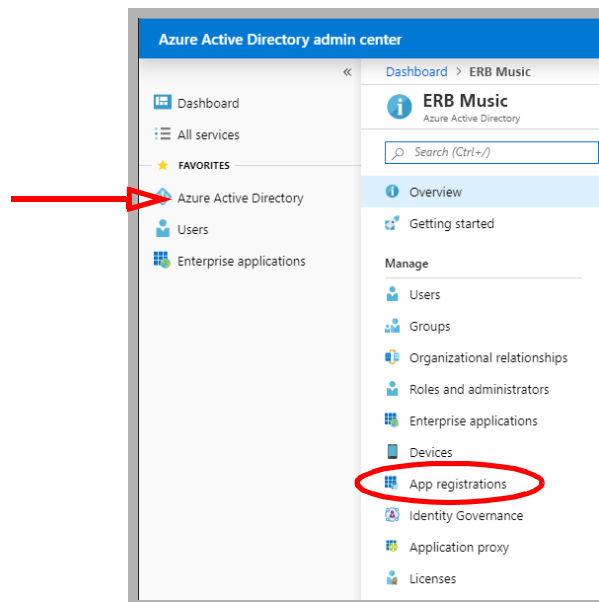 Azure Active Directory admin center
«
Dashboard > ERB Music
Dashboard
All services
FAVORITES
Azure Active Directory
Users
Enterprise applications
ERB Music
Azure Active Directory
Search (Ctrl+/)
Overview
Getting started
Manage
Users
Groups
Organizational relationships
Roles and administrators
Enterprise applications
Devices
App registrations
Identity Governance
Application proxy
Licenses